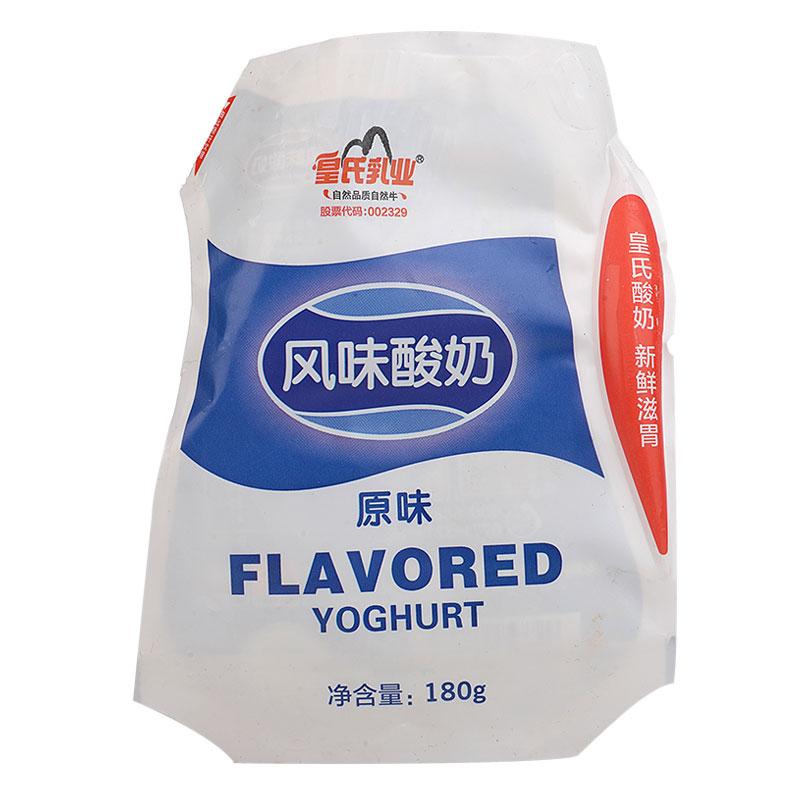 皇氏乳业®
自然品质自然牛
股票代码:002329
皇氏酸奶 新鲜滋胃
风味酸奶
原味
FLAVORED
YOGHURT
净含量: 180g